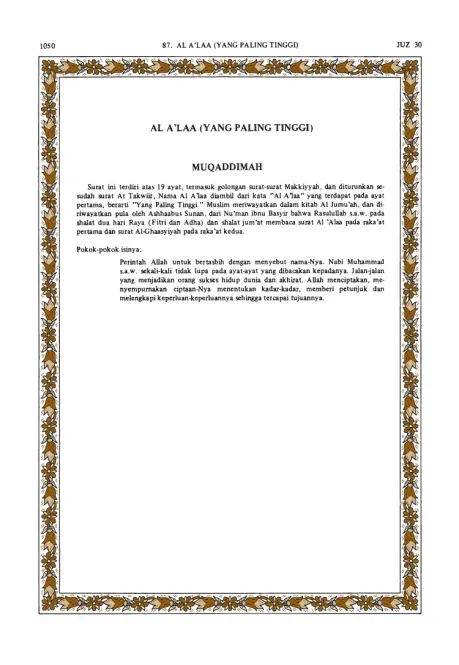 1050
87. AL A'LAA (YANG PALING TINGGI)
JUZ 30
AL A'LAA (YANG PALING TINGGI)
MUQADDIMAH
Surat ini terdiri atas 19 ayat, termasuk golongan surat-surat Makkiyyah, dan diturunkan se-
sudah surat At Takwiir, Nama Al A'laa diambil dari kata "Al A'laa" yang terdapat pada ayat
pertama, berarti "Yang Paling Tinggi." Muslim meriwayatkan dalam kitab Al Jumu'ah, dan di-
riwayatkan pula oleh Ashhaabus Sunan, dari Nu'man ibnu Basyir bahwa Rasulullah s.a.w. pada
shalat dua hari Raya (Fitri dan Adha) dan shalat jum'at membaca surat Al 'Alaa pada raka'at
pertama dan surat Al-Ghaasyiyah pada raka'at kedua.
Pokok-pokok isinya:
Perintah Allah untuk bertasbih dengan menyebut nama-Nya. Nabi Muhammad
s.a.w. sekali-kali tidak lupa pada ayat-ayat yang dibacakan kepadanya. Jalan-jalan
yang menjadikan orang sukses hidup dunia dan akhirat. Allah menciptakan, me-
nyempurnakan ciptaan-Nya menentukan kadar-kadar, memberi petunjuk dan
melengkapi keperluan-keperluannya sehingga tercapai tujuannya.